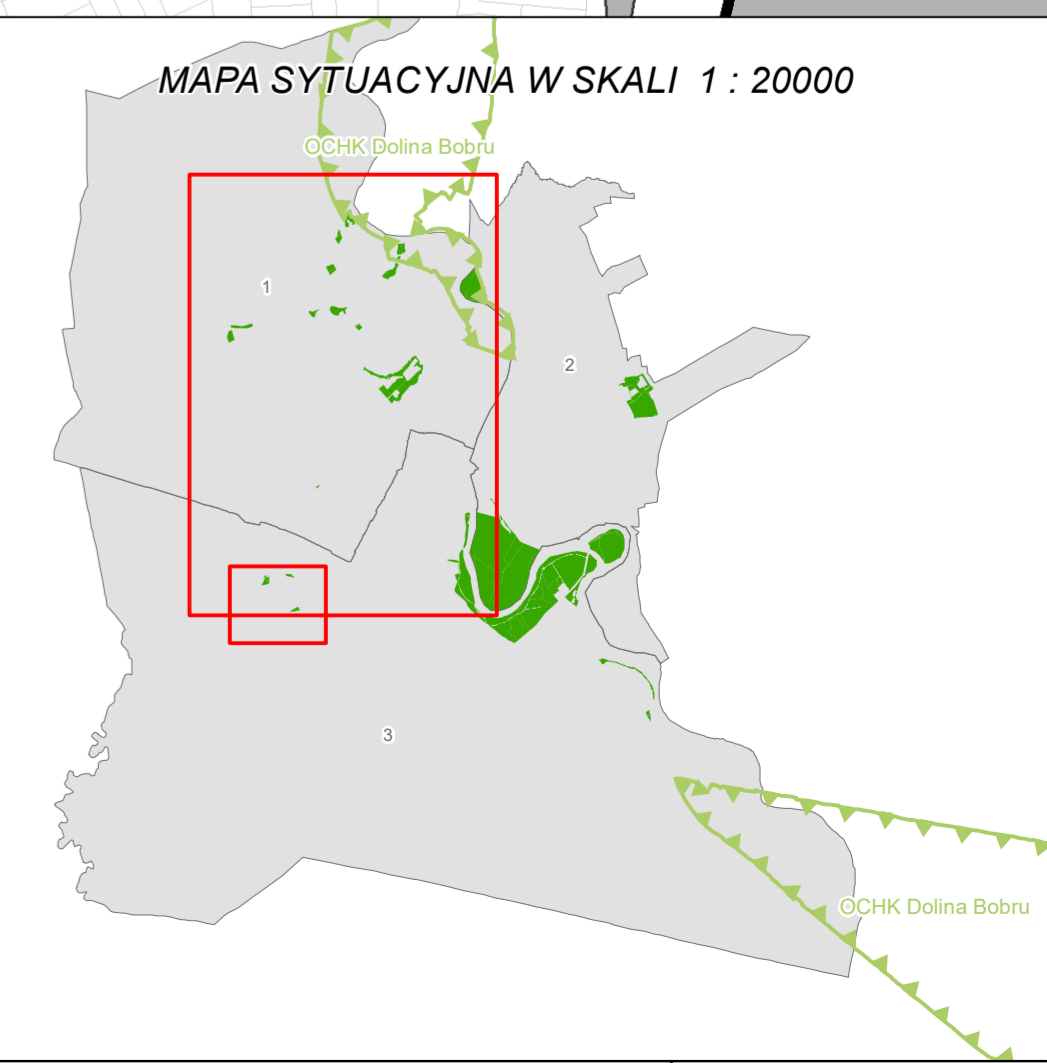 MAPA SYTUACYJNA W SKALI 1 : 20000
OCHK Dolina Bobru
1
2
3
OCHK Dolina Bobru